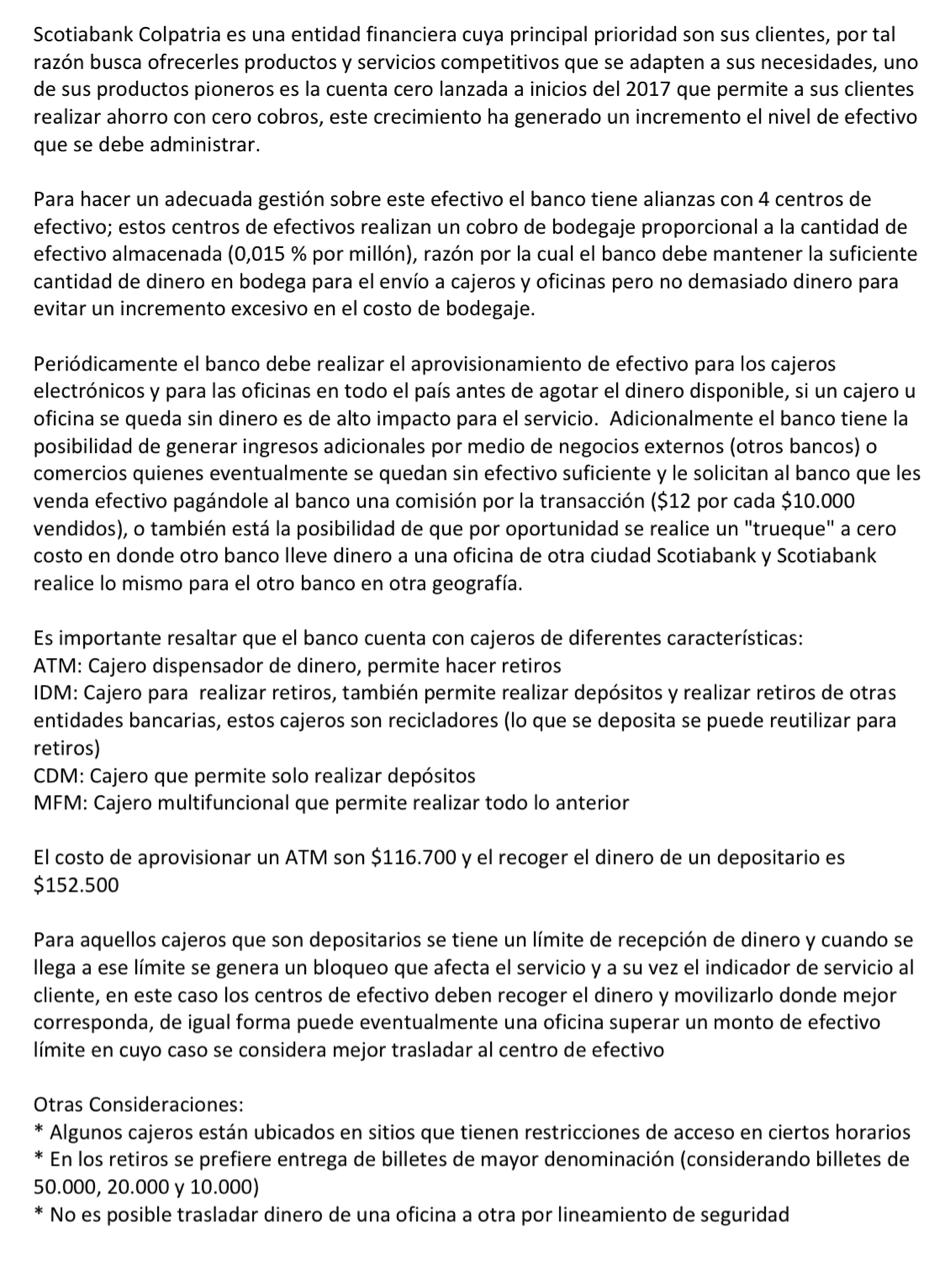 Scotiabank Colpatria es una entidad financiera cuya principal prioridad son sus clientes, por tal
razón busca ofrecerles productos y servicios competitivos que se adapten a sus necesidades, uno
de sus productos pioneros es la cuenta cero lanzada a inicios del 2017 que permite a sus clientes
realizar ahorro con cero cobros, este crecimiento ha generado un incremento el nivel de efectivo
que se debe administrar.

Para hacer un adecuada gestión sobre este efectivo el banco tiene alianzas con 4 centros de
efectivo; estos centros de efectivos realizan un cobro de bodegaje proporcional a la cantidad de
efectivo almacenada (0,015 % por millón), razón por la cual el banco debe mantener la suficiente
cantidad de dinero en bodega para el envío a cajeros y oficinas pero no demasiado dinero para
evitar un incremento excesivo en el costo de bodegaje.

Periódicamente el banco debe realizar el aprovisionamiento de efectivo para los cajeros
electrónicos y para las oficinas en todo el país antes de agotar el dinero disponible, si un cajero u
oficina se queda sin dinero es de alto impacto para el servicio.  Adicionalmente el banco tiene la
posibilidad de generar ingresos adicionales por medio de negocios externos (otros bancos) o
comercios quienes eventualmente se quedan sin efectivo suficiente y le solicitan al banco que les
venda efectivo pagándole al banco una comisión por la transacción ($12 por cada $10.000
vendidos), o también está la posibilidad de que por oportunidad se realice un "trueque" a cero
costo en donde otro banco lleve dinero a una oficina de otra ciudad Scotiabank y Scotiabank
realice lo mismo para el otro banco en otra geografía.

Es importante resaltar que el banco cuenta con cajeros de diferentes características:
ATM: Cajero dispensador de dinero, permite hacer retiros
IDM: Cajero para  realizar retiros, también permite realizar depósitos y realizar retiros de otras
entidades bancarias, estos cajeros son recicladores (lo que se deposita se puede reutilizar para
retiros)
CDM: Cajero que permite solo realizar depósitos
MFM: Cajero multifuncional que permite realizar todo lo anterior

El costo de aprovisionar un ATM son $116.700 y el recoger el dinero de un depositario es
$152.500

Para aquellos cajeros que son depositarios se tiene un límite de recepción de dinero y cuando se
llega a ese límite se genera un bloqueo que afecta el servicio y a su vez el indicador de servicio al
cliente, en este caso los centros de efectivo deben recoger el dinero y movilizarlo donde mejor
corresponda, de igual forma puede eventualmente una oficina superar un monto de efectivo
límite en cuyo caso se considera mejor trasladar al centro de efectivo

Otras Consideraciones:
* Algunos cajeros están ubicados en sitios que tienen restricciones de acceso en ciertos horarios
* En los retiros se prefiere entrega de billetes de mayor denominación (considerando billetes de
50.000, 20.000 y 10.000)
* No es posible trasladar dinero de una oficina a otra por lineamiento de seguridad